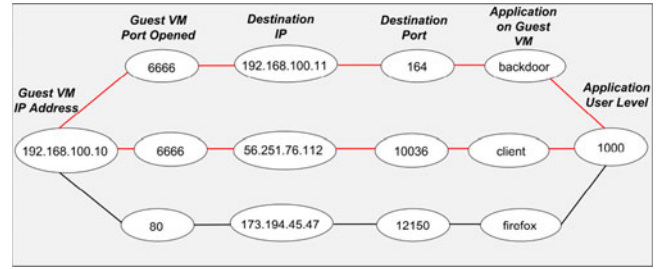 Guest VM
Port Opened
Destination
IP
Destination
Port
Application
on Guest
VM
6666
192.168.100.11
164
backdoor
Guest VM
IP Address
Application
User Level
192.168.100.10
6666
56.251.76.112
10036
client
1000
80
173.194.45.47
12150
firefox